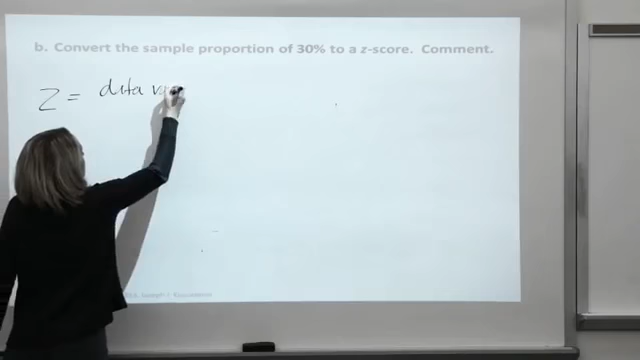 b. Convert the sample proportion of 30% to a z-score. Comment.
Z = data